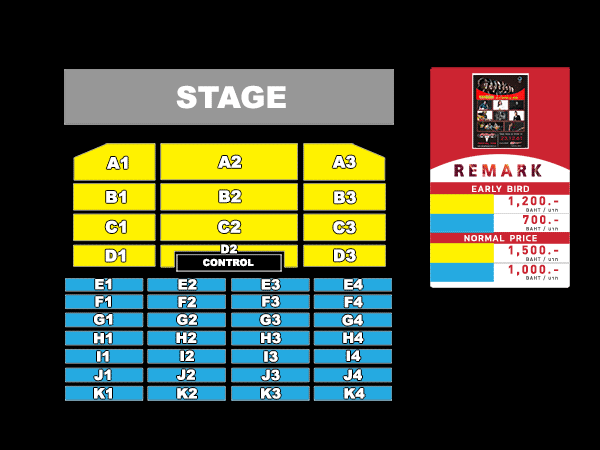 STAGE
A1 A2 A3
B1 B2 B3
C1 C2 C3
D1 D2 D3
CONTROL
E1 E2 E3 E4
F1 F2 F3 F4
G1 G2 G3 G4
H1 H2 H3 H4
I1 I2 I3 I4
J1 J2 J3 J4
K1 K2 K3 K4
REMARK
EARLY BIRD
1,200.-
BAHT / บาท
700.-
BAHT / บาท
NORMAL PRICE
1,500.-
BAHT / บาท
1,000.-
BAHT / บาท